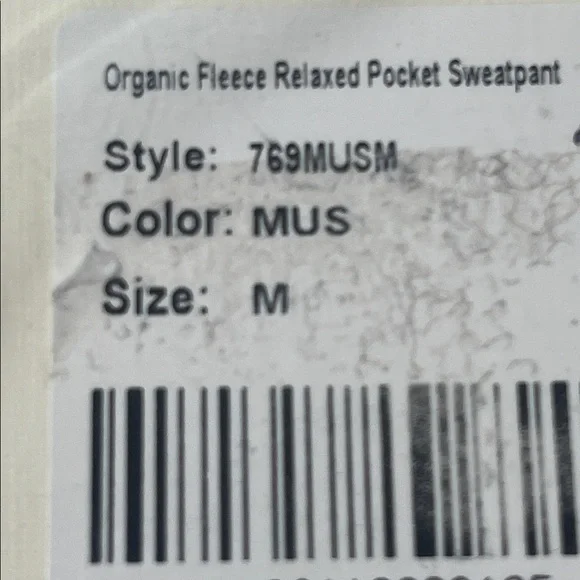 Organic Fleece Relaxed Pocket Sweatpant
Style: 769MUSM
Color: MUS
Size: M